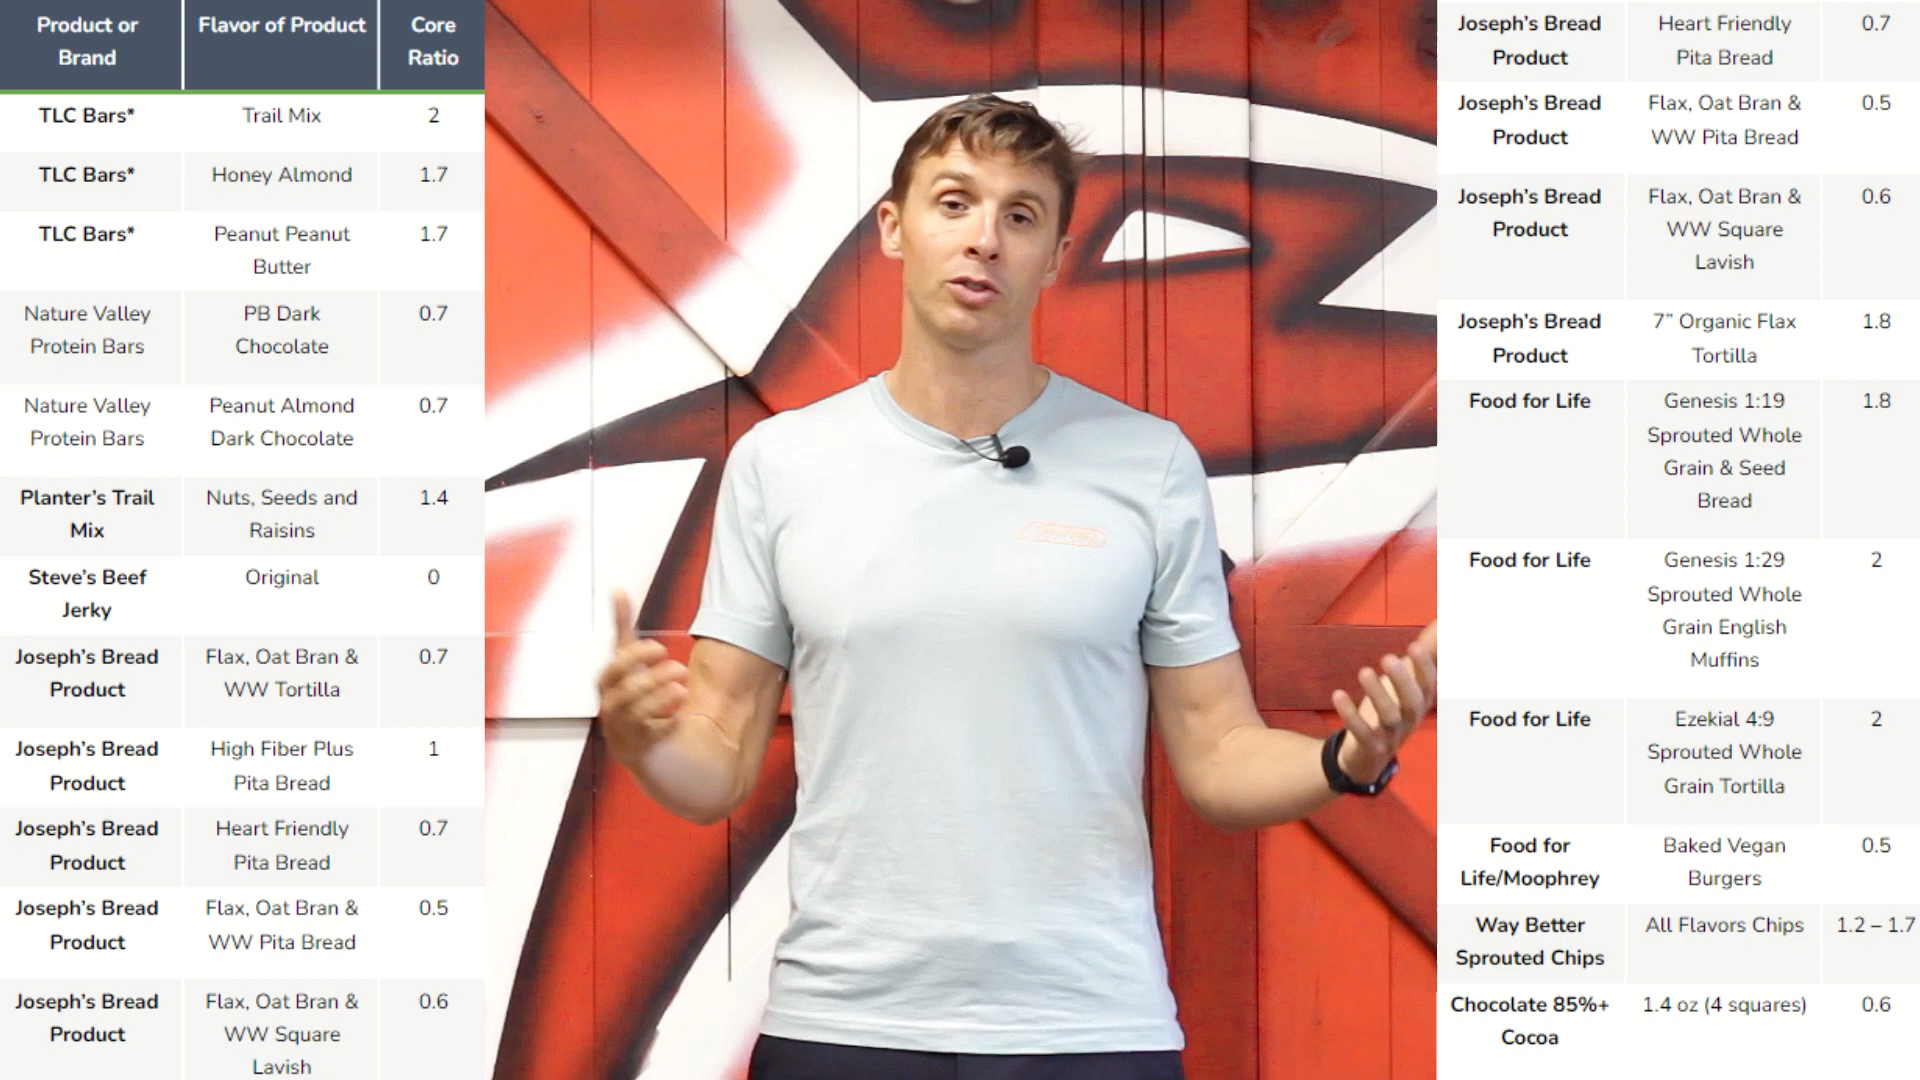 Product or
Brand
Flavor of Product
Core
Ratio
TLC Bars*
Trail Mix
2
TLC Bars*
Honey Almond
1.7
TLC Bars*
Peanut Peanut
Butter
1.7
Nature Valley
Protein Bars
PB Dark
Chocolate
0.7
Nature Valley
Protein Bars
Peanut Almond
Dark Chocolate
0.7
Planter's Trail
Mix
Nuts, Seeds and
Raisins
1.4
Steve's Beef
Jerky
Original
0
Joseph's Bread
Product
Flax, Oat Bran &
WW Tortilla
0.7
Joseph's Bread
Product
High Fiber Plus
Pita Bread
1
Joseph's Bread
Product
Heart Friendly
Pita Bread
0.7
Joseph's Bread
Product
Flax, Oat Bran &
WW Pita Bread
0.5
Joseph's Bread
Product
Flax, Oat Bran &
WW Square
Lavish
0.6
Joseph's Bread
Product
Heart Friendly
Pita Bread
0.7
Joseph's Bread
Product
Flax, Oat Bran &
WW Pita Bread
0.5
Joseph's Bread
Product
Flax, Oat Bran &
WW Square
Lavish
0.6
Joseph's Bread
Product
7” Organic Flax
Tortilla
1.8
Food for Life
Genesis 1:19
Sprouted Whole
Grain & Seed
Bread
1.8
Food for Life
Genesis 1:29
Sprouted Whole
Grain English
Muffins
2
Food for Life
Ezekial 4:9
Sprouted Whole
Grain Tortilla
2
Food for
Life/Moophrey
Baked Vegan
Burgers
0.5
Way Better
Sprouted Chips
All Flavors Chips
1.2 – 1.7
Chocolate 85%+
Cocoa
1.4 oz (4 squares)
0.6